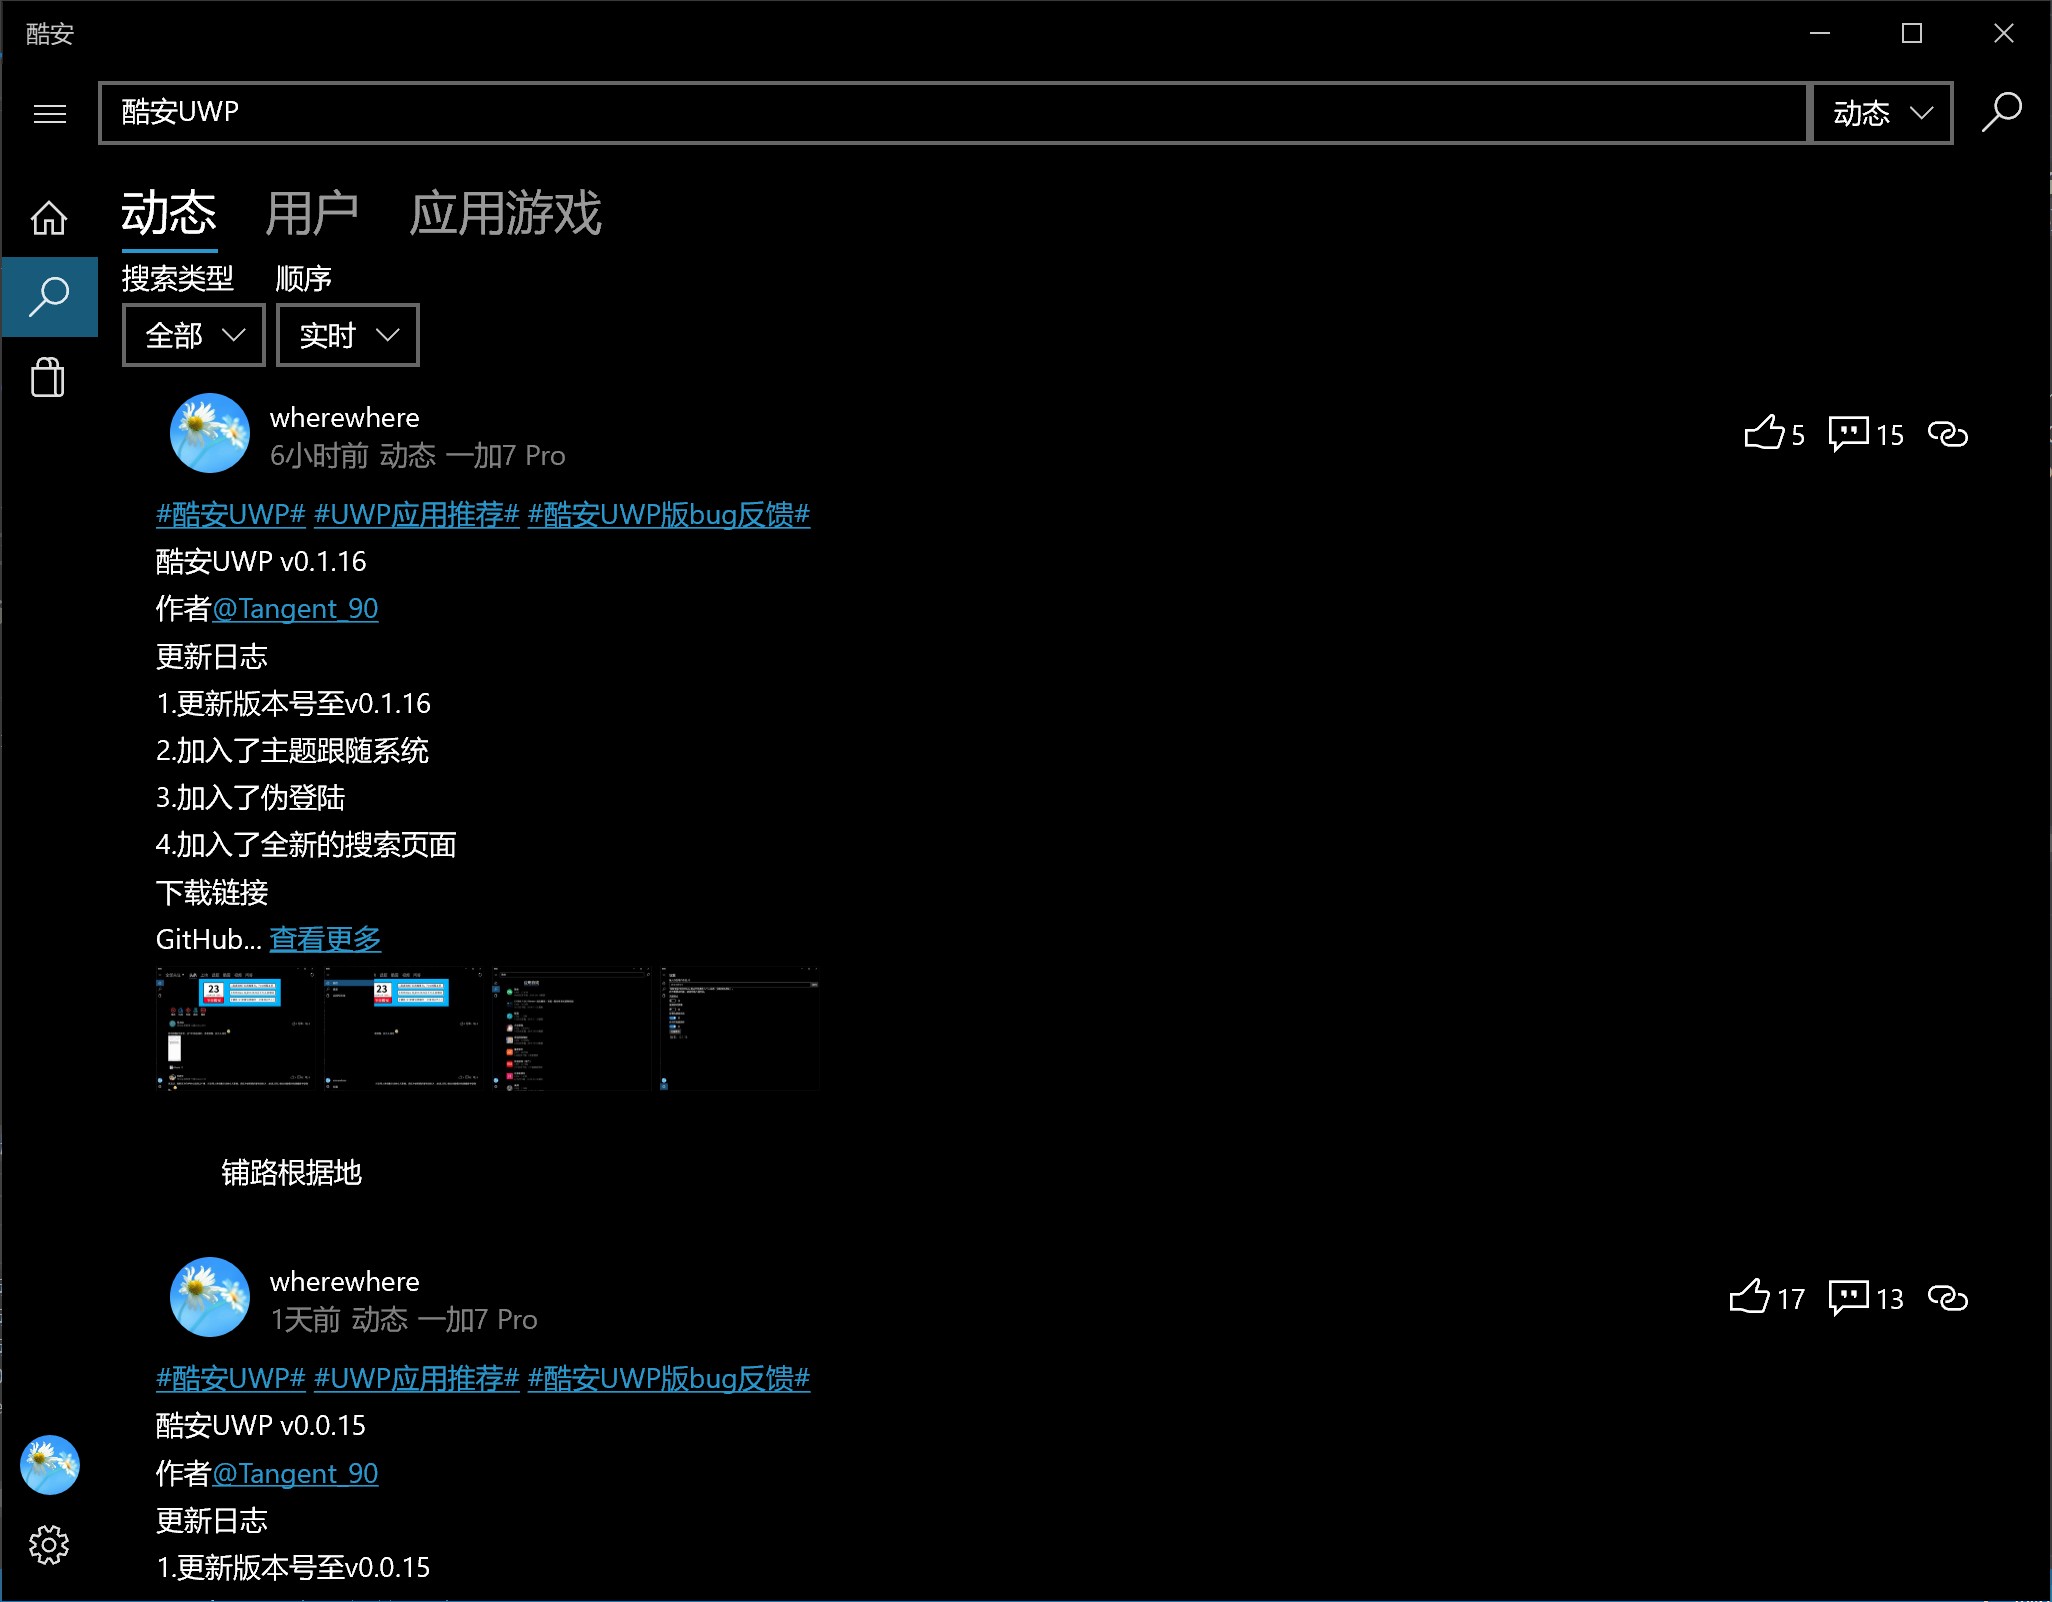 酷安
酷安UWP 动态
动态 用户 应用游戏
搜索类型 顺序
全部 实时
wherewhere
6小时前 动态 一加7 Pro
5 15
#酷安UWP# #UWP应用推荐# #酷安UWP版bug反馈#
酷安UWP v0.1.16
作者@Tangent_90
更新日志
1.更新版本号至v0.1.16
2.加入了主题跟随系统
3.加入了伪登陆
4.加入了全新的搜索页面
下载链接
GitHub... 查看更多
23
23
铺路根据地
wherewhere
1天前 动态 一加7 Pro
17 13
#酷安UWP# #UWP应用推荐# #酷安UWP版bug反馈#
酷安UWP v0.0.15
作者@Tangent_90
更新日志
1.更新版本号至v0.0.15